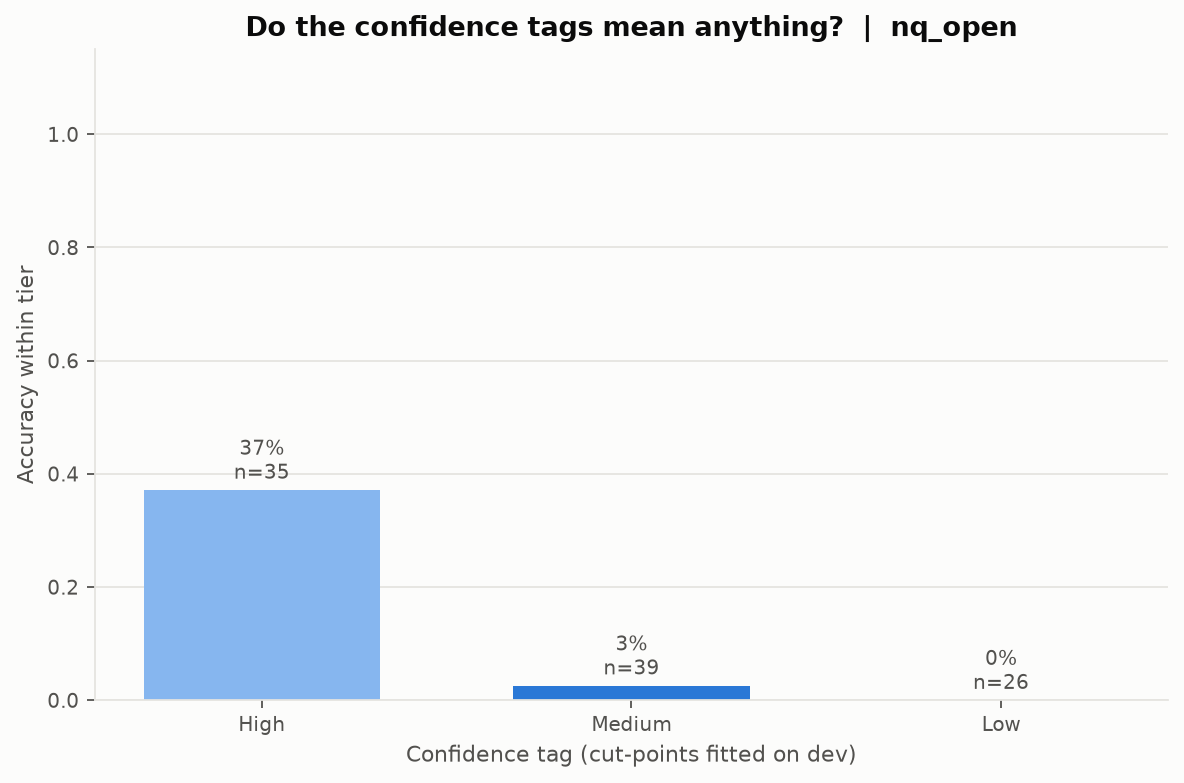 Do the confidence tags mean anything?  |  nq_open
Accuracy within tier
1.0
0.8
0.6
0.4
0.2
0.0
37%
n=35
3%
n=39
0%
n=26
High
Medium
Low
Confidence tag (cut-points fitted on dev)